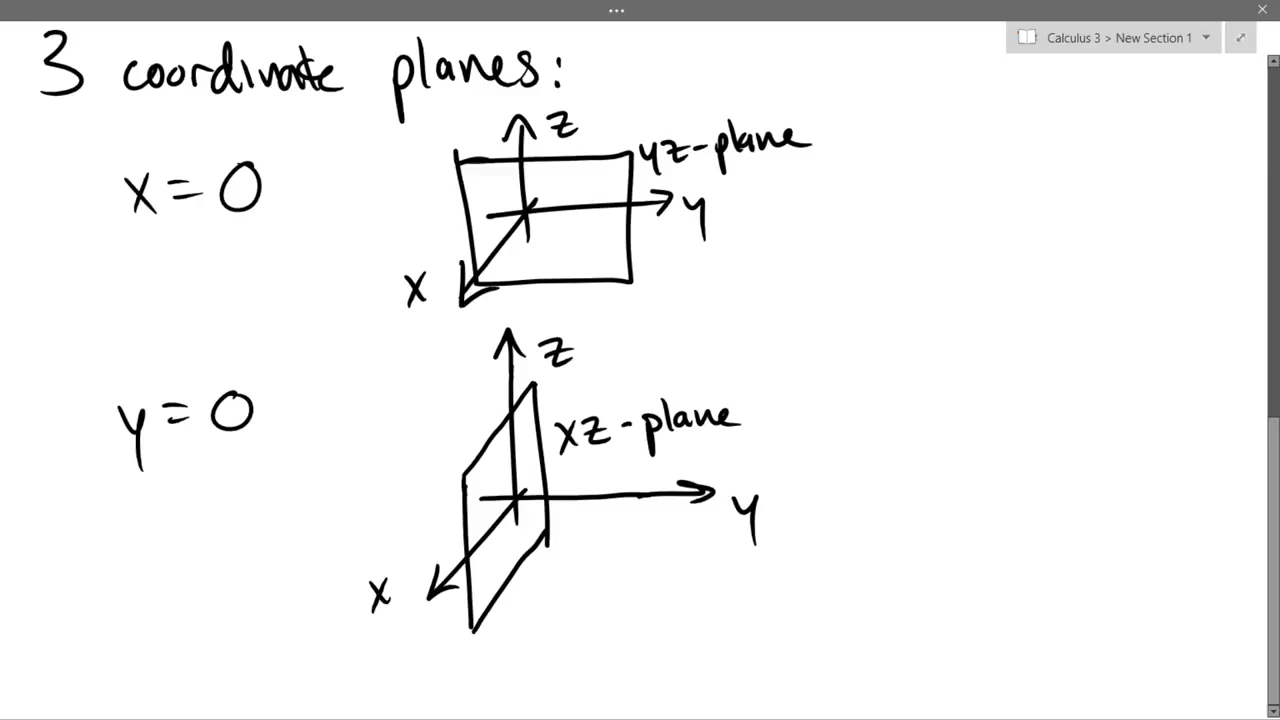 Calculus 3 > New Section 1
3 coordinate planes:
x = 0
z
yz-plane
y
x
y = 0
z
xz-plane
y
x